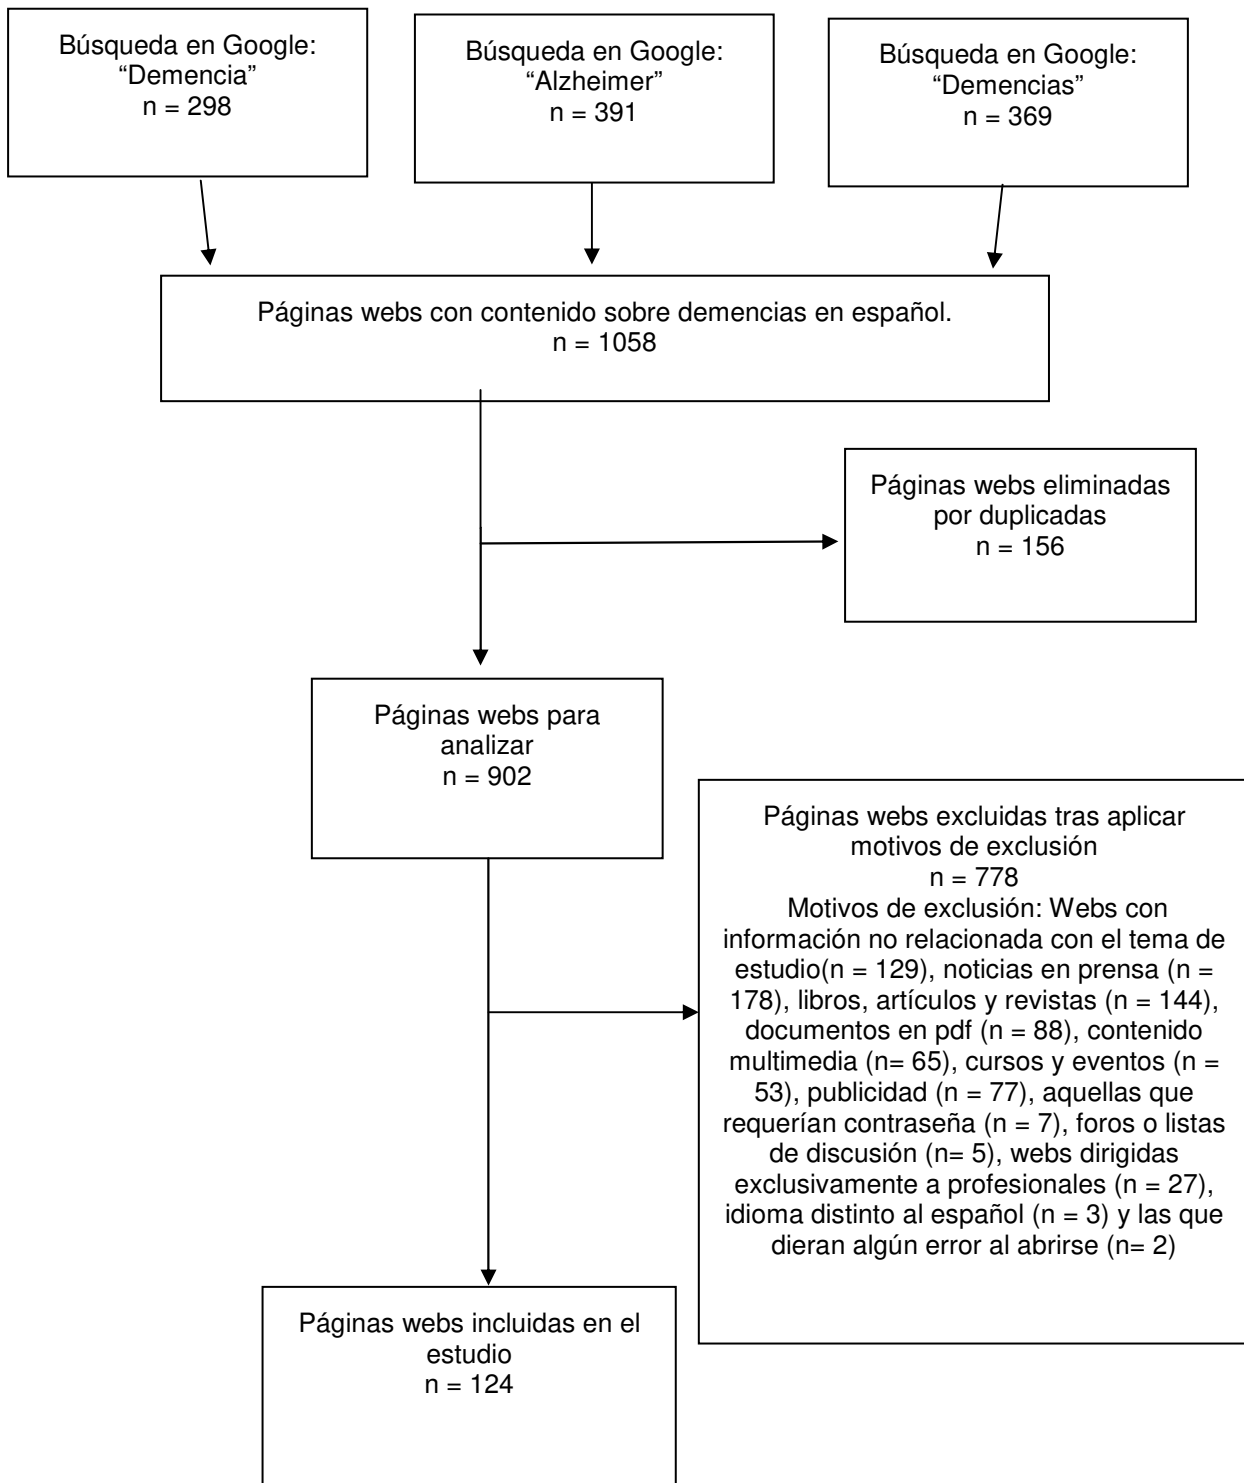 Búsqueda en Google:
“Demencia”
n = 298
Búsqueda en Google:
“Alzheimer”
n = 391
Búsqueda en Google:
“Demencias”
n = 369
Páginas webs con contenido sobre demencias en español.
n = 1058
Páginas webs eliminadas
por duplicadas
n = 156
Páginas webs para
analizar
n = 902
Páginas webs excluidas tras aplicar
motivos de exclusión
n = 778
Motivos de exclusión: Webs con
información no relacionada con el tema de
estudio(n = 129), noticias en prensa (n =
178), libros, artículos y revistas (n = 144),
documentos en pdf (n = 88), contenido
multimedia (n= 65), cursos y eventos (n =
53), publicidad (n = 77), aquellas que
requerían contraseña (n = 7), foros o listas
de discusión (n= 5), webs dirigidas
exclusivamente a profesionales (n = 27),
idioma distinto al español (n = 3) y las que
dieran algún error al abrirse (n= 2)
Páginas webs incluidas en el
estudio
n = 124